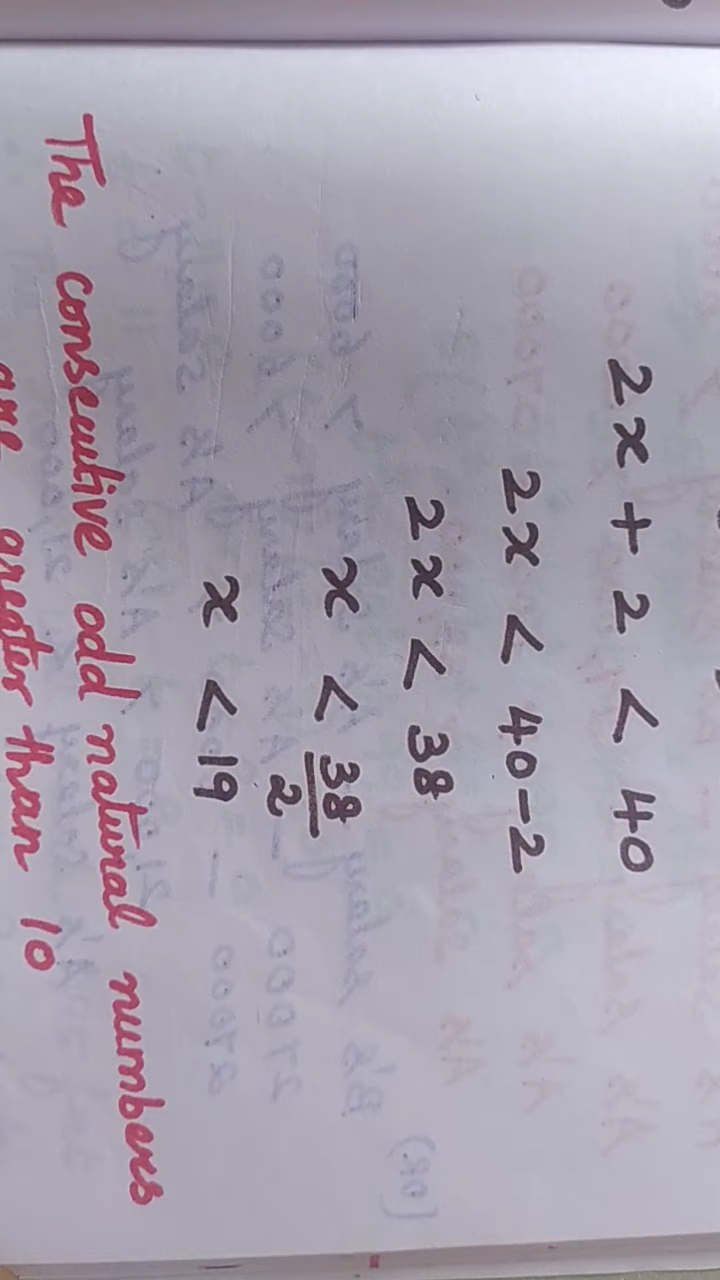 2x + 2 < 40
2x < 40 - 2
2x < 38
x < 38/2
x < 19
The consecutive odd natural numbers
are greater than 10